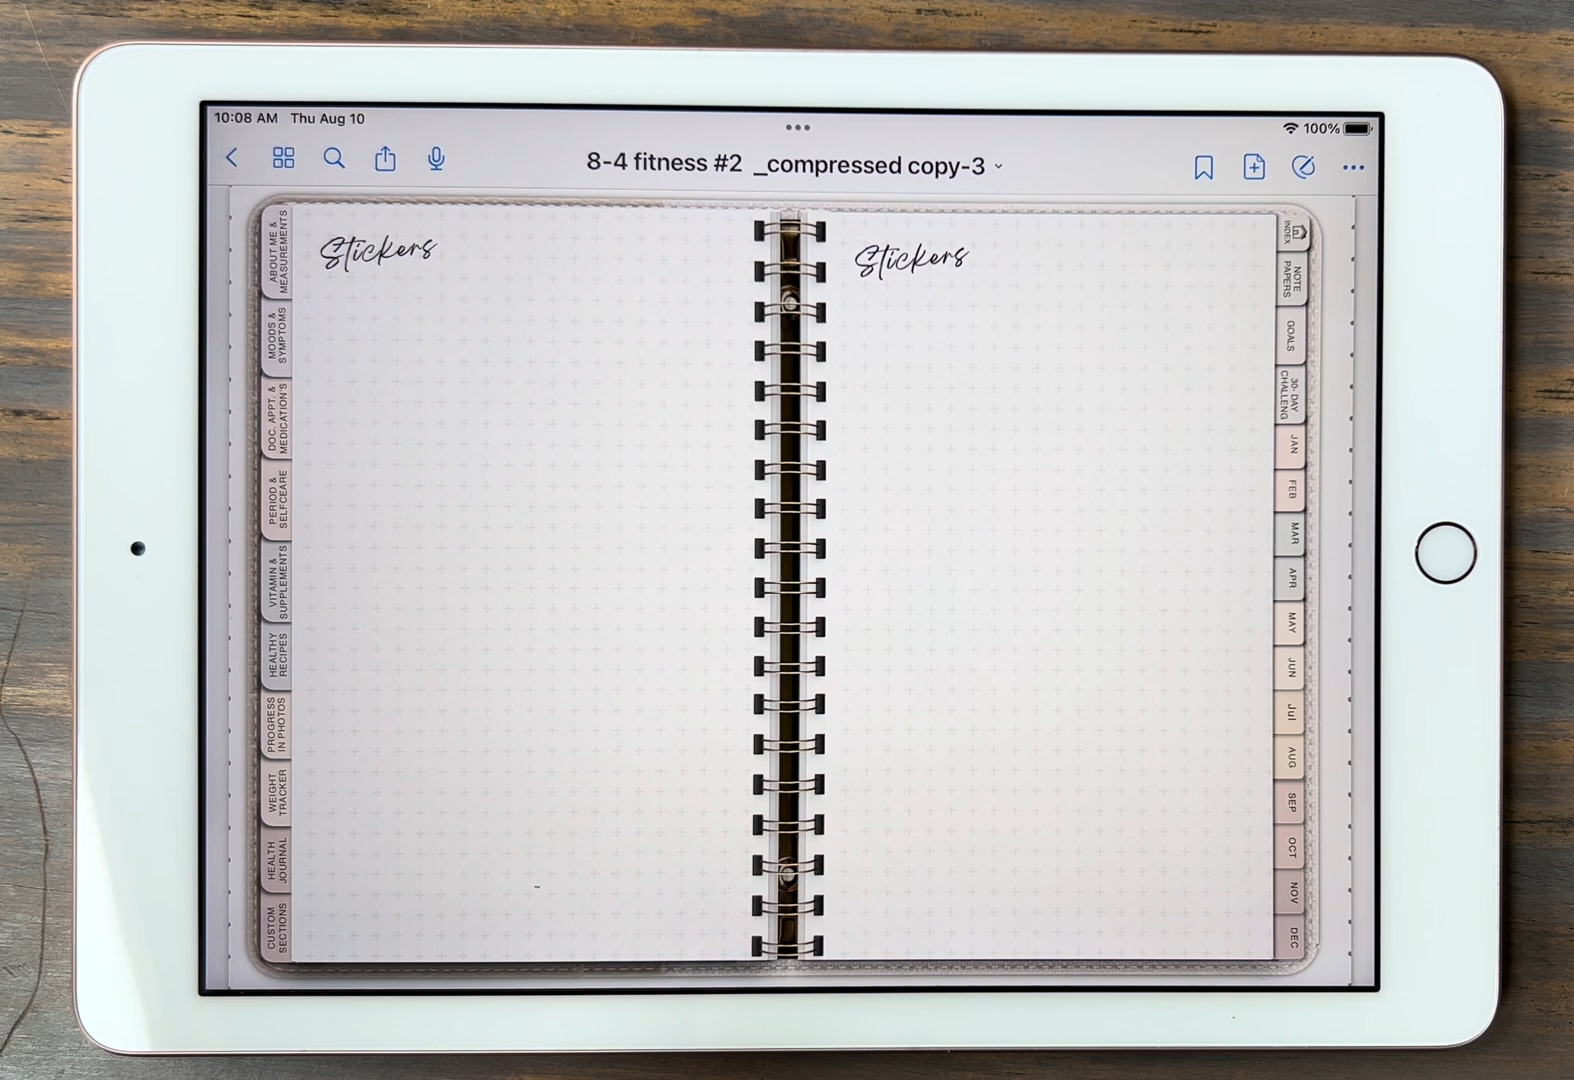 10:08 AM Thu Aug 10
100%
8-4 fitness #2 _compressed copy-3
Stickers
Stickers
ABOUT ME &
MEASUREMENTS
MOODS &
SYMPTOMS
DOC. APPT. &
MEDICATION'S
PERIOD &
SELFCEARE
VITAMIN &
SUPPLEMENTS
HEALTHY
RECIPES
PROGRESS
IN PHOTOS
WEIGHT
TRACKER
HEALTH
JOURNAL
CUSTOM
SECTIONS
INDEX
NOTE
PAPERS
GOALS
30- DAY
CHALLENG
JAN
FEB
MAR
APR
MAY
JUN
Jul
AUG
SEP
OCT
NOV
DEC